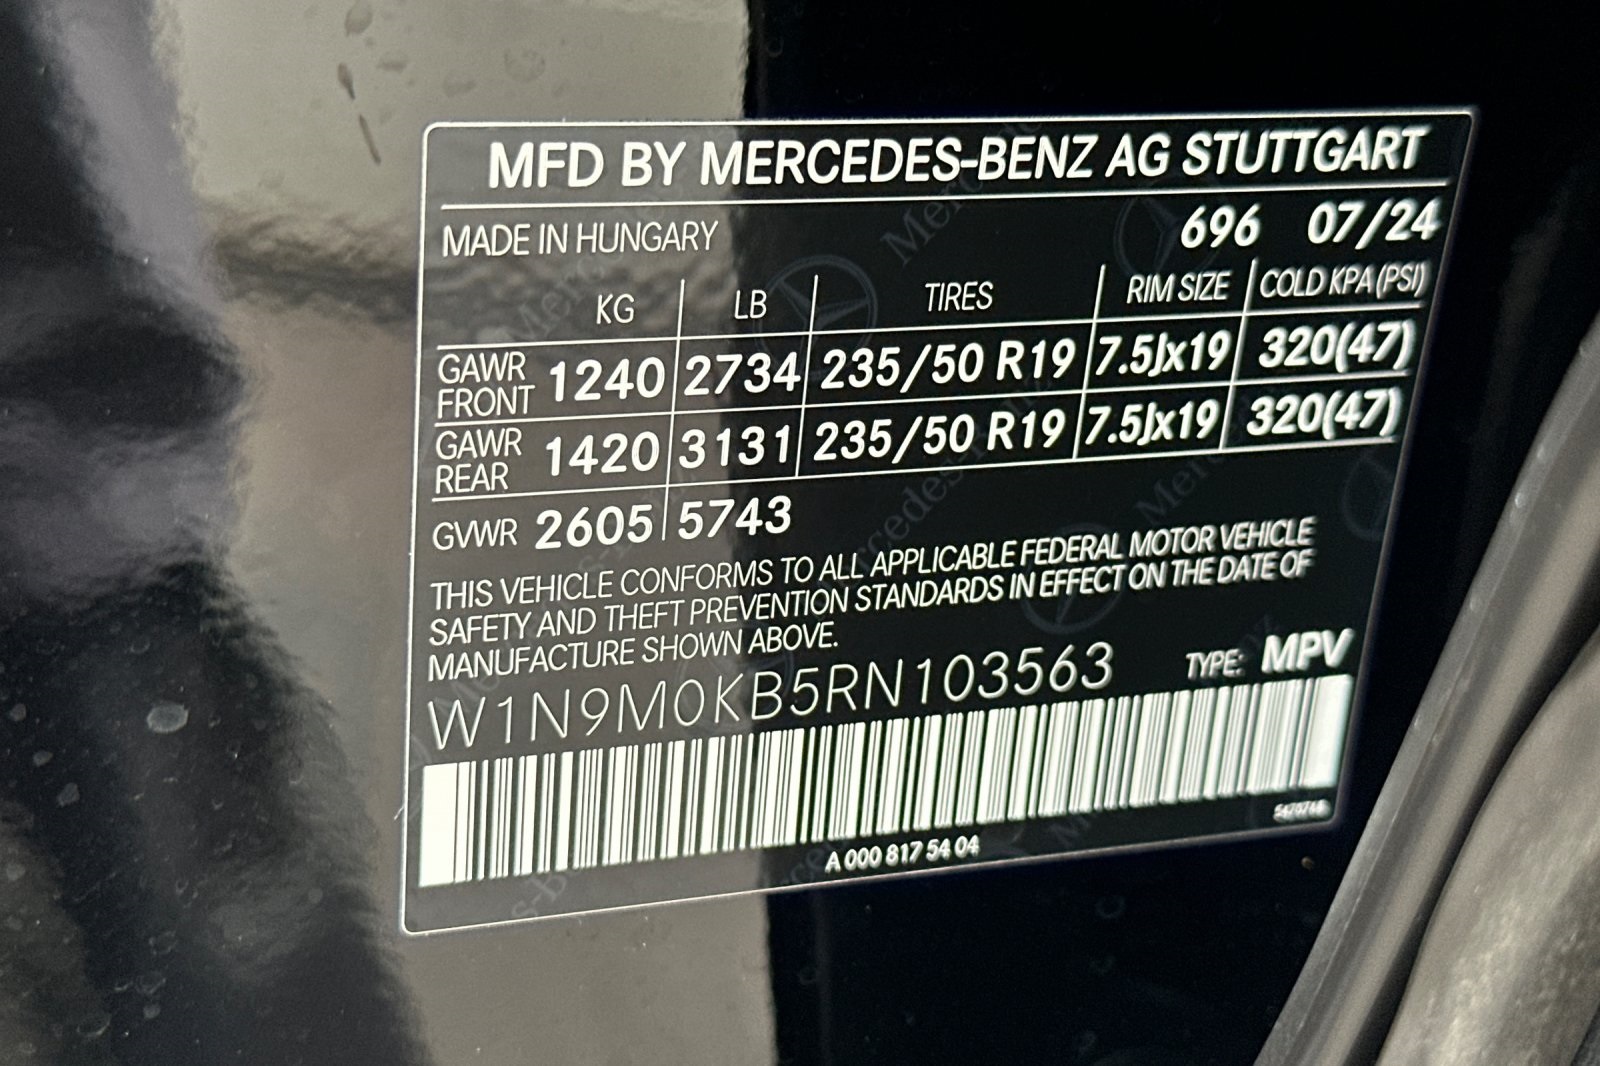 MFD BY MERCEDES-BENZ AG STUTTGART
MADE IN HUNGARY 696 07/24
KG LB TIRES RIM SIZE COLD KPA (PSI)
GAWR FRONT 1240 2734 235/50 R19 7.5Jx19 320(47)
GAWR REAR 1420 3131 235/50 R19 7.5Jx19 320(47)
GVWR 2605 5743
THIS VEHICLE CONFORMS TO ALL APPLICABLE FEDERAL MOTOR VEHICLE
SAFETY AND THEFT PREVENTION STANDARDS IN EFFECT ON THE DATE OF
MANUFACTURE SHOWN ABOVE.
W1N9M0KB5RN103563 TYPE: MPV
A 000 817 54 04